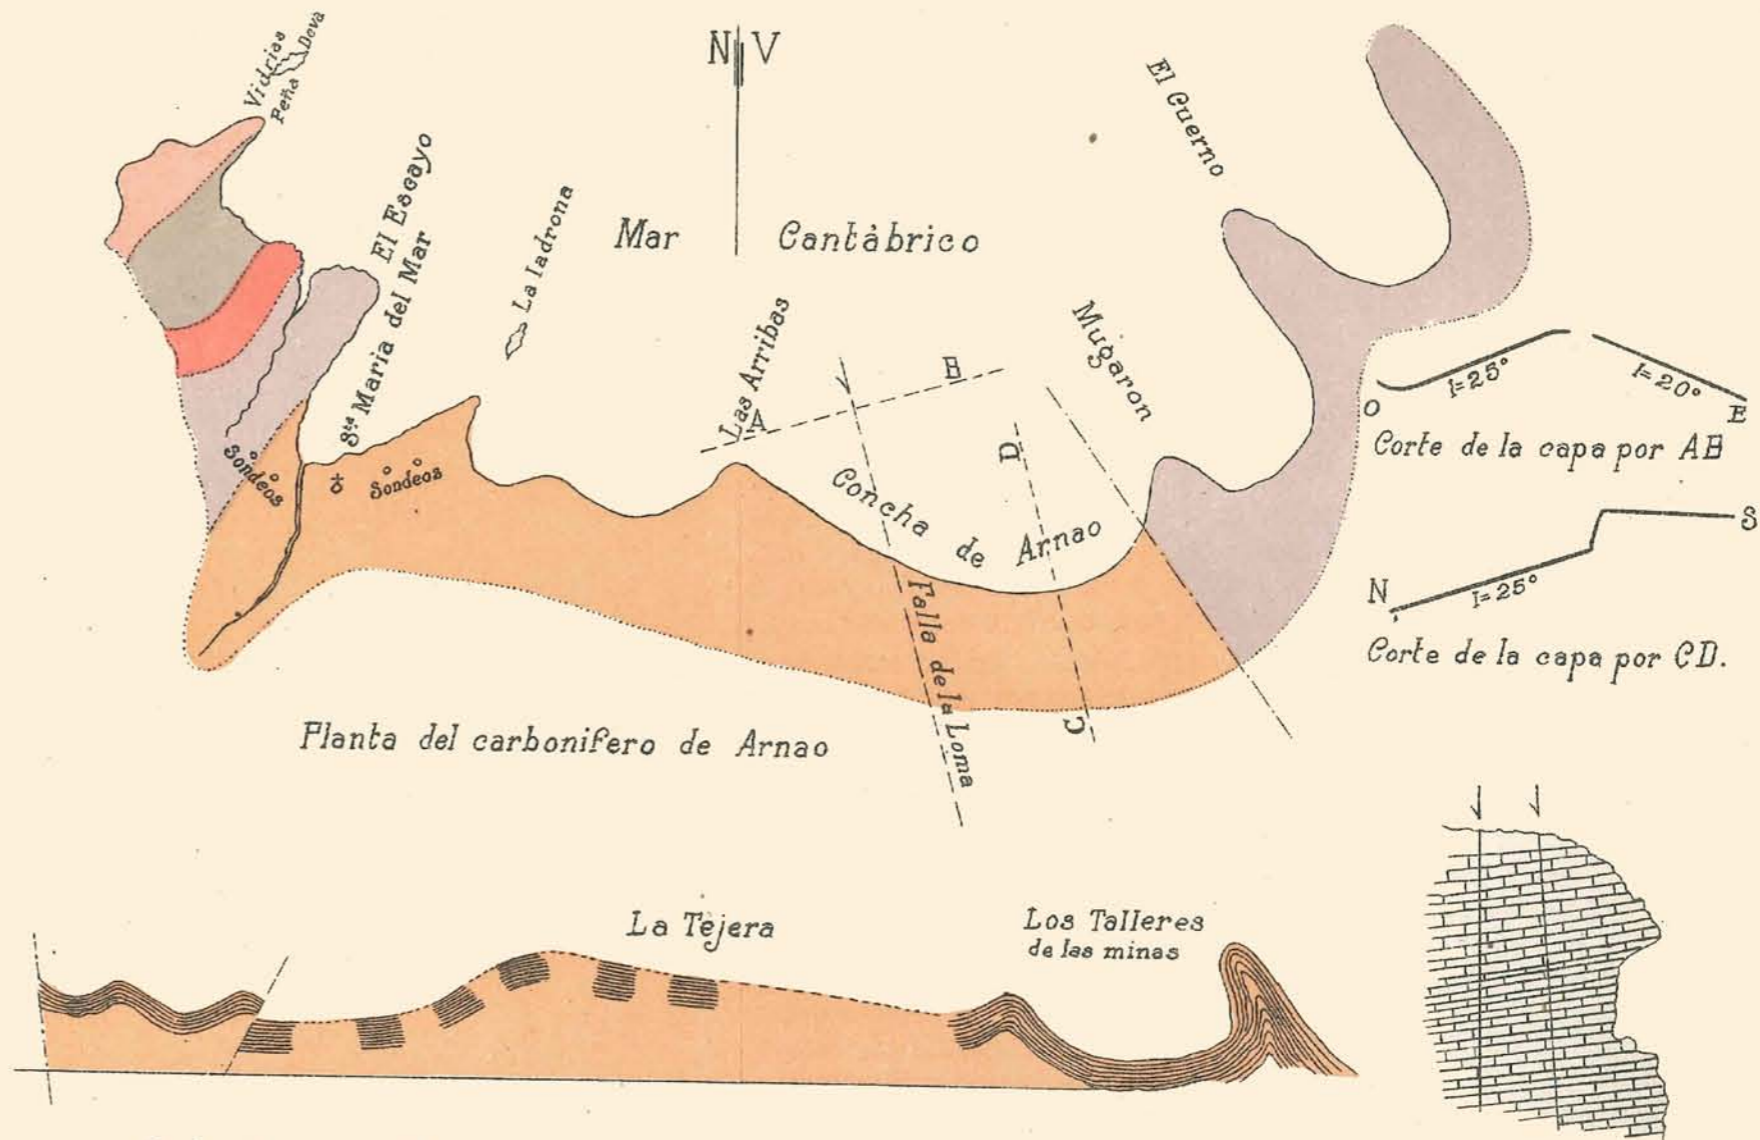 Vidrias
Peña Deva
N V
El Cuerno
El Escayo
Sta Maria del Mar
La ladrona
Mar Cantàbrico
Las Arribas
A
B
Mugaron
D
Concha de Arnao
Sondeos
Sondeos
Falla de la Loma
C
O
I=25°
I=20°
E
Corte de la capa por AB
N
I=25°
S
Corte de la capa por CD.
Planta del carbonifero de Arnao
La Tejera
Los Talleres
de las minas